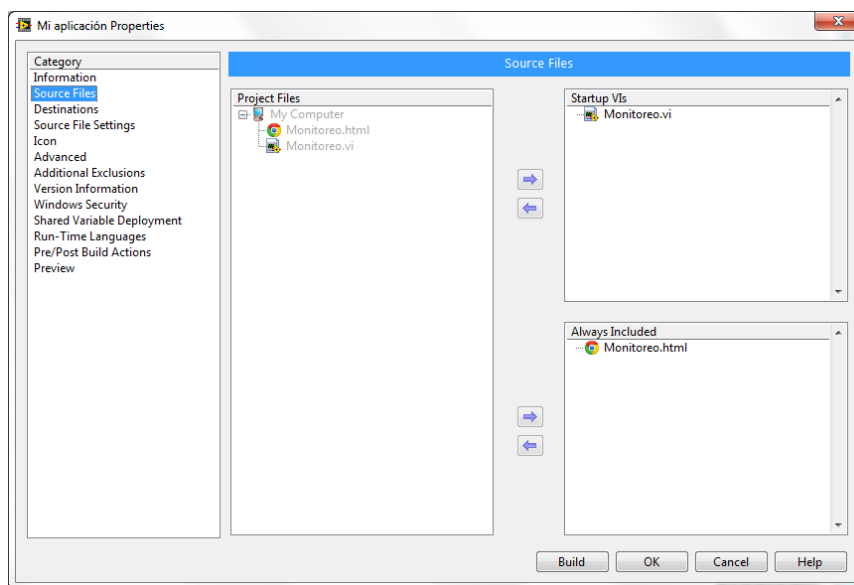 Mi aplicación Properties
Category
Information
Source Files
Destinations
Source File Settings
Icon
Advanced
Additional Exclusions
Version Information
Windows Security
Shared Variable Deployment
Run-Time Languages
Pre/Post Build Actions
Preview
Source Files
Project Files
My Computer
Monitoreo.html
Monitoreo.vi
Startup VIs
Monitoreo.vi
Always Included
Monitoreo.html
Build
OK
Cancel
Help